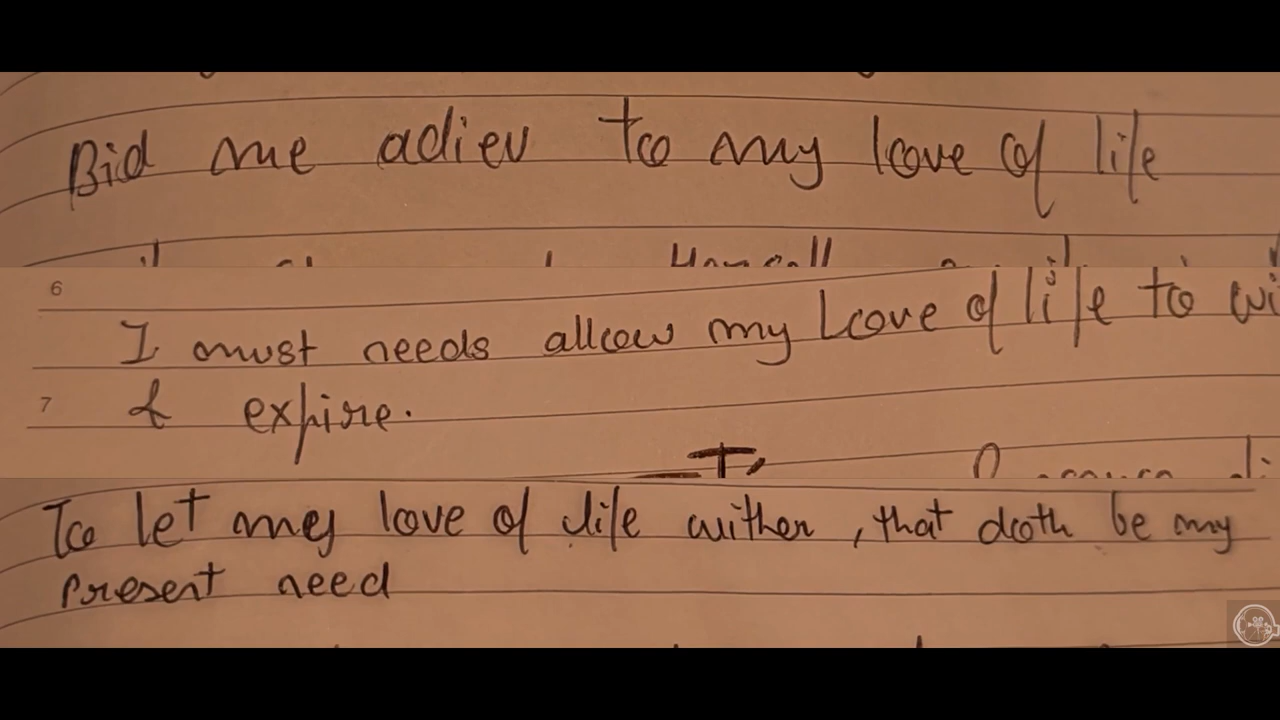 Bid me adieu to my love of life
6
I must needs allow my Love of life to
7
& expire.
To let my love of life wither, that doth be my
present need